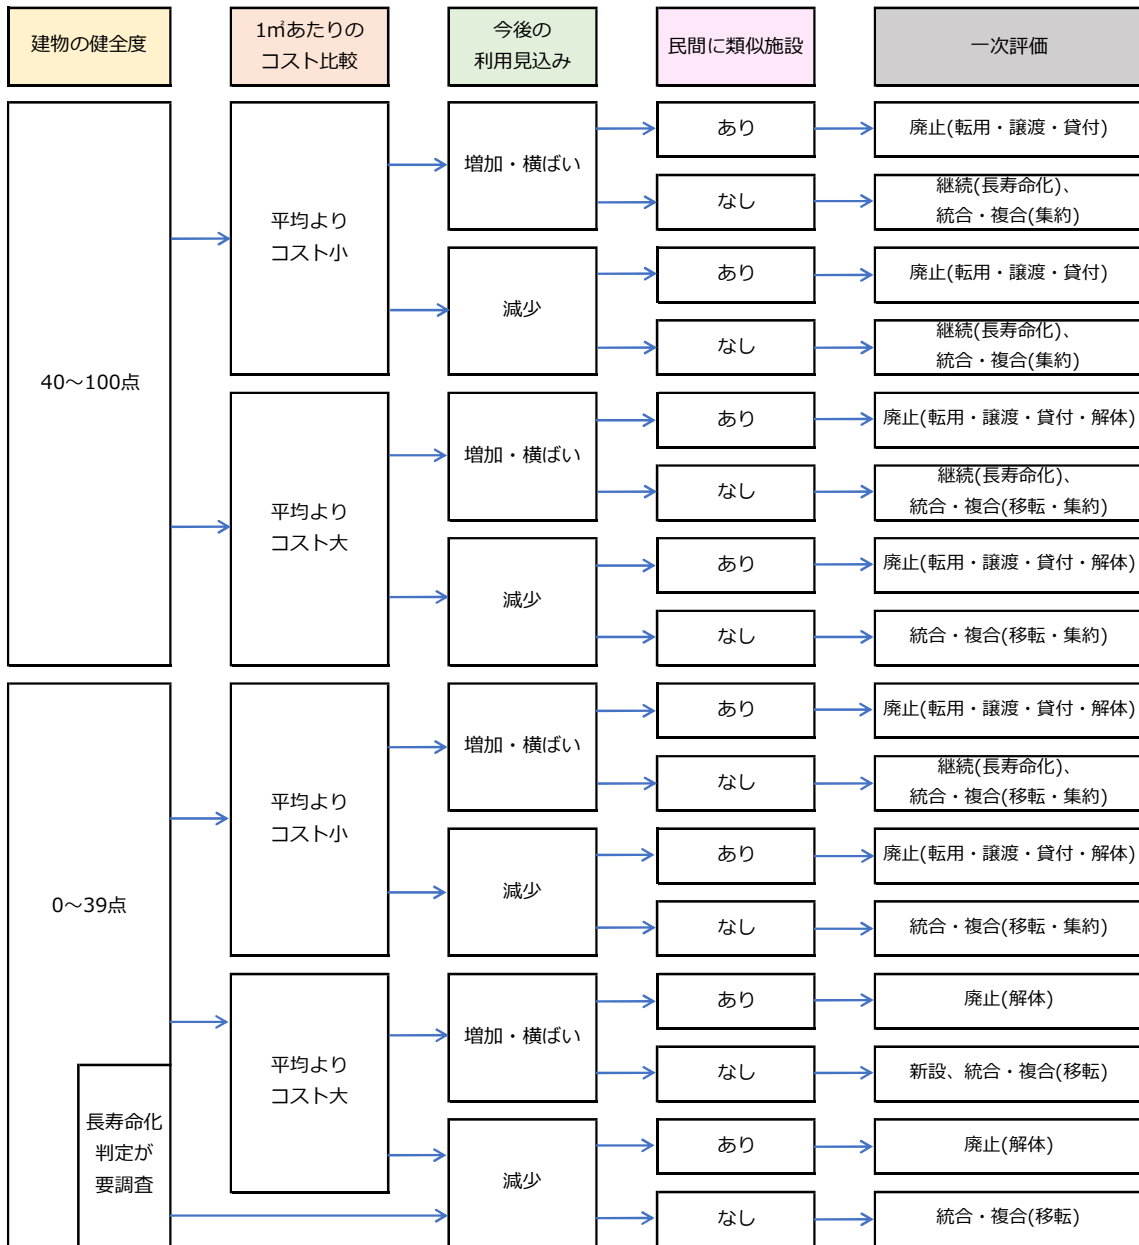 建物の健全度
1㎡あたりの
コスト比較
今後の
利用見込み
民間に類似施設
一次評価
40～100点
平均より
コスト小
増加・横ばい
あり
廃止(転用・譲渡・貸付)
なし
継続(長寿命化)、
統合・複合(集約)
減少
あり
廃止(転用・譲渡・貸付)
なし
継続(長寿命化)、
統合・複合(集約)
平均より
コスト大
増加・横ばい
あり
廃止(転用・譲渡・貸付・解体)
なし
継続(長寿命化)、
統合・複合(移転・集約)
減少
あり
廃止(転用・譲渡・貸付・解体)
なし
統合・複合(移転・集約)
0～39点
平均より
コスト小
増加・横ばい
あり
廃止(転用・譲渡・貸付・解体)
なし
継続(長寿命化)、
統合・複合(移転・集約)
減少
あり
廃止(転用・譲渡・貸付・解体)
なし
統合・複合(移転・集約)
平均より
コスト大
増加・横ばい
あり
廃止(解体)
なし
新設、統合・複合(移転)
長寿命化
判定が
要調査
減少
あり
廃止(解体)
なし
統合・複合(移転)